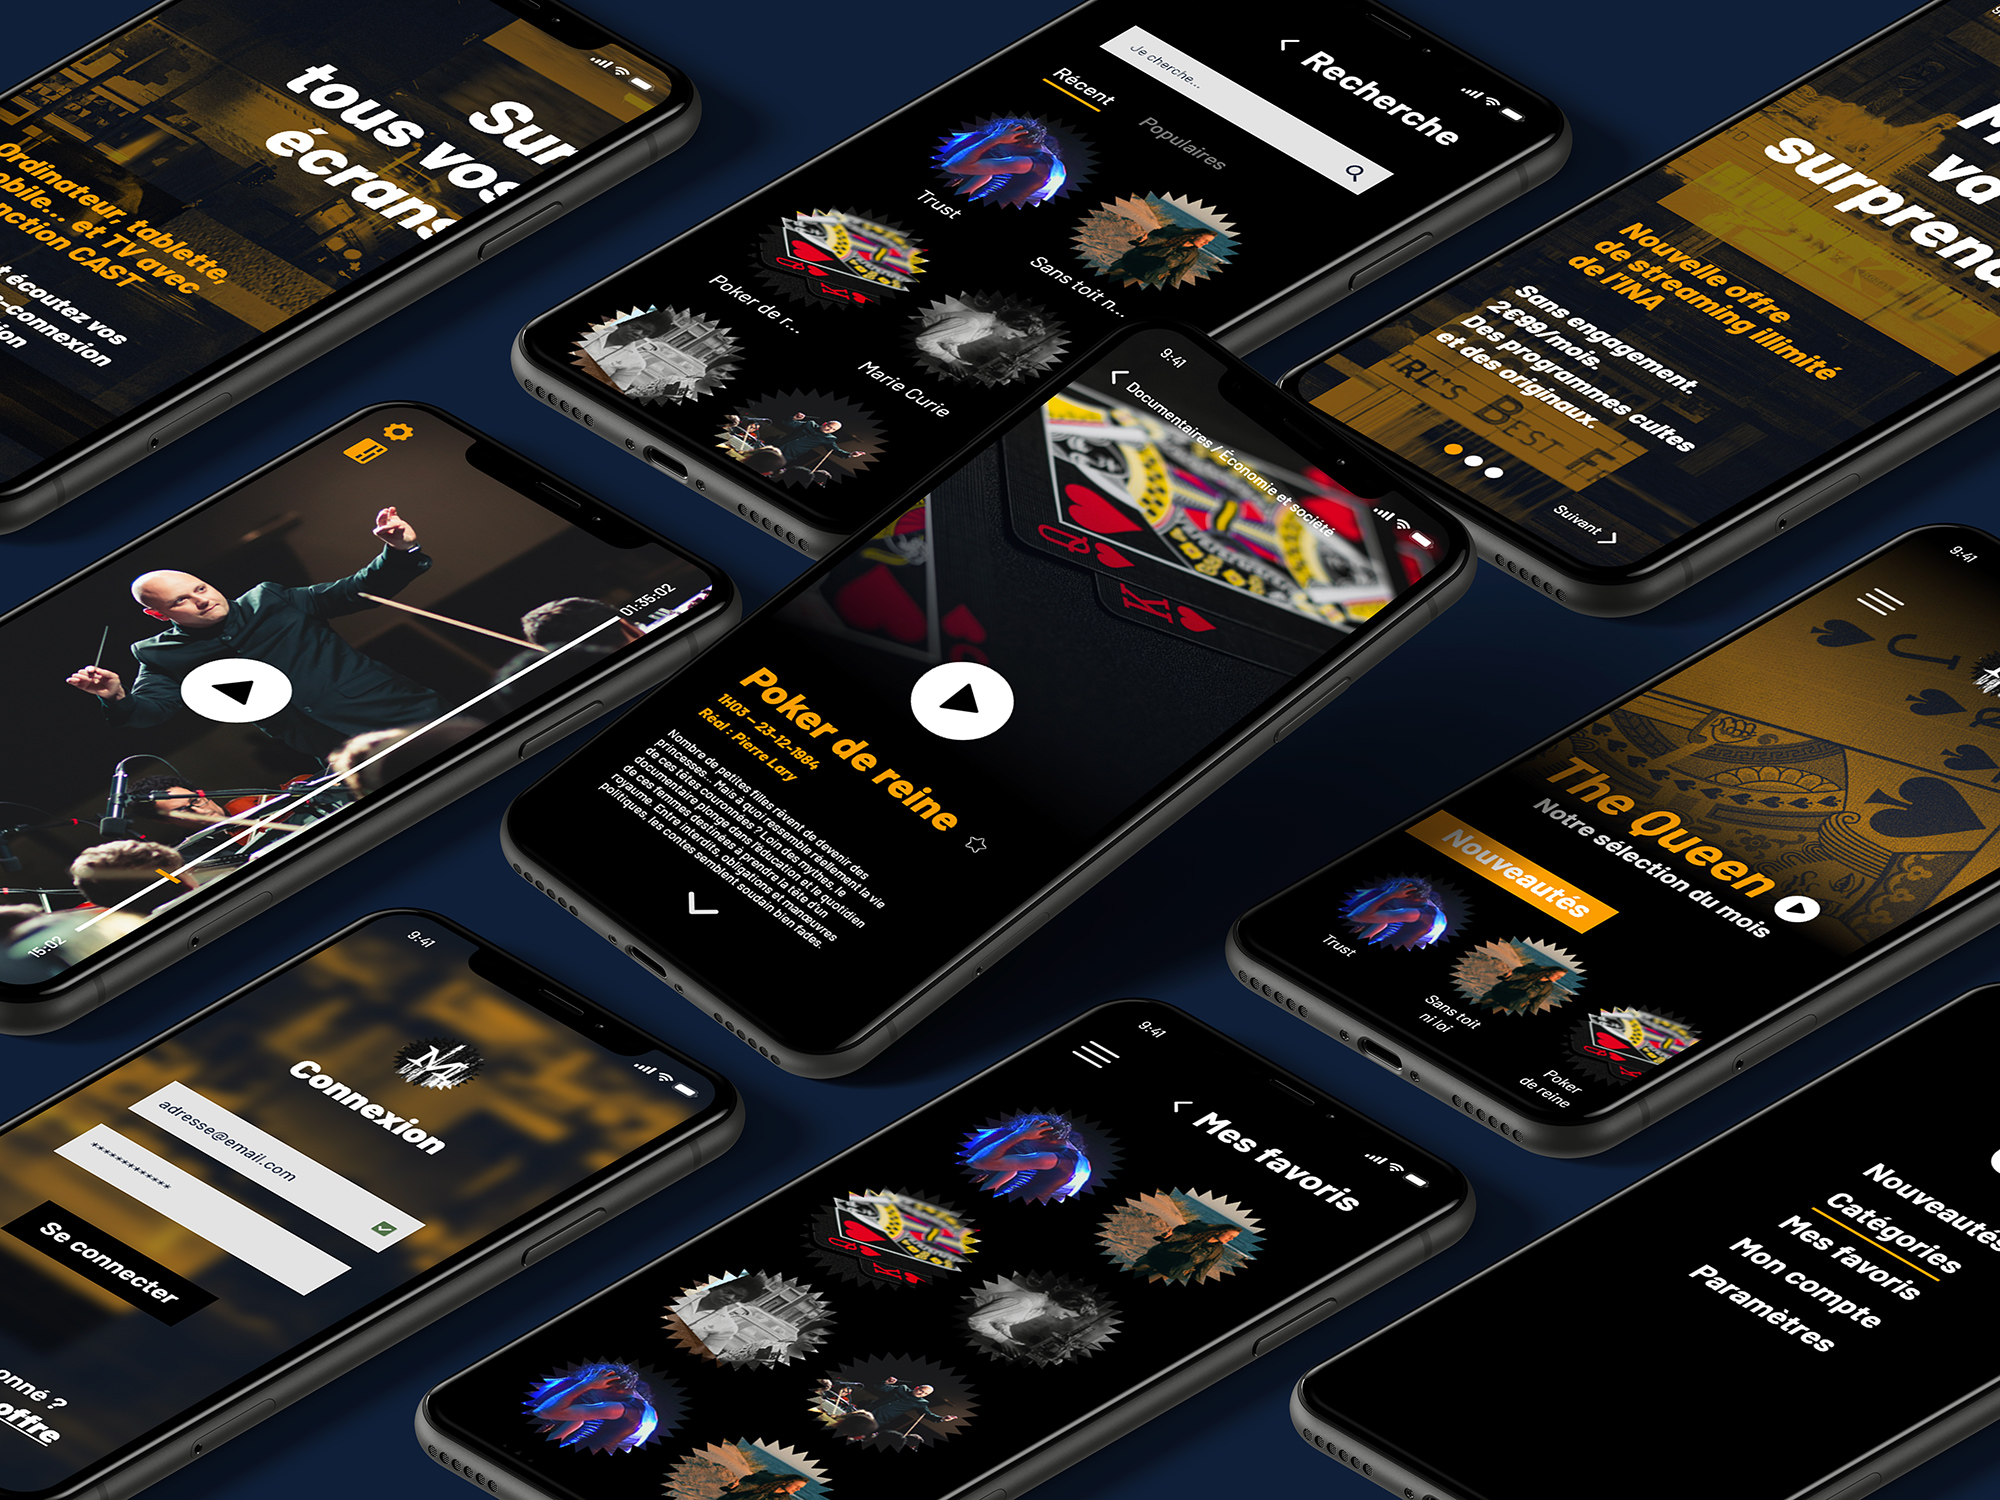 Sur
tous vos
écrans
Ordinateur, tablette,
mobile... et TV avec
CAST
écoutez vos
Recherche
Je cherche...
Récent
Populaires
Trust
Sans toit n...
Poker de r...
Marie Curie
surprend
Nouvelle offre
de streaming illimité
de l'INA
Sans engagement.
2€99/mois.
Des programmes cultes
et des originaux.
BEST
Suivant
01:35:02
15:02
9:41
Documentaires / Économie et société
Q
K
Poker de reine
1H03 – 23-12-1984
Réal : Pierre Lary
Nombre de petites filles rêvent de devenir des
princesses... Mais à quoi ressemble réellement la vie
de ces têtes couronnées ? Loin des mythes, le
documentaire plonge dans l'éducation et le quotidien
de ces femmes destinées à prendre la tête d'un
royaume. Entre interdits, obligations et manœuvres
politiques, les contes semblent soudain bien fades.
9:41
J
The Queen
Notre sélection du mois
Nouveautés
Trust
Sans toit
ni loi
Poker
de reine
9:41
M
Connexion
adresse@email.com
Se connecter
offre
9:41
Mes favoris
Nouveautés
Catégories
Mes favoris
Mon compte
Paramètres